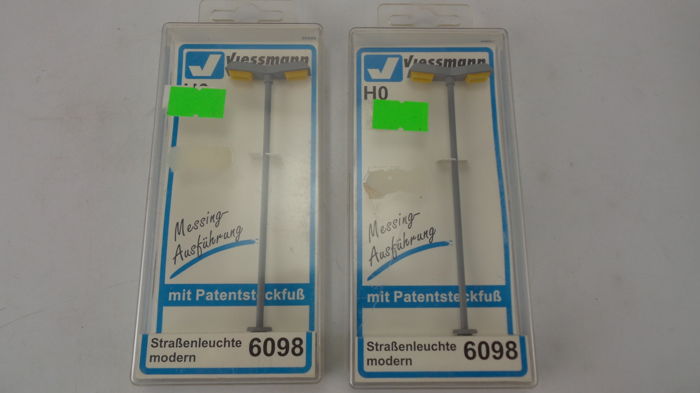 Viessmann
Messing-
Ausführung
mit Patentsteckfuß
Straßenleuchte
modern
6098
Viessmann
H0
Messing-
Ausführung
mit Patentsteckfuß
Straßenleuchte
modern
6098